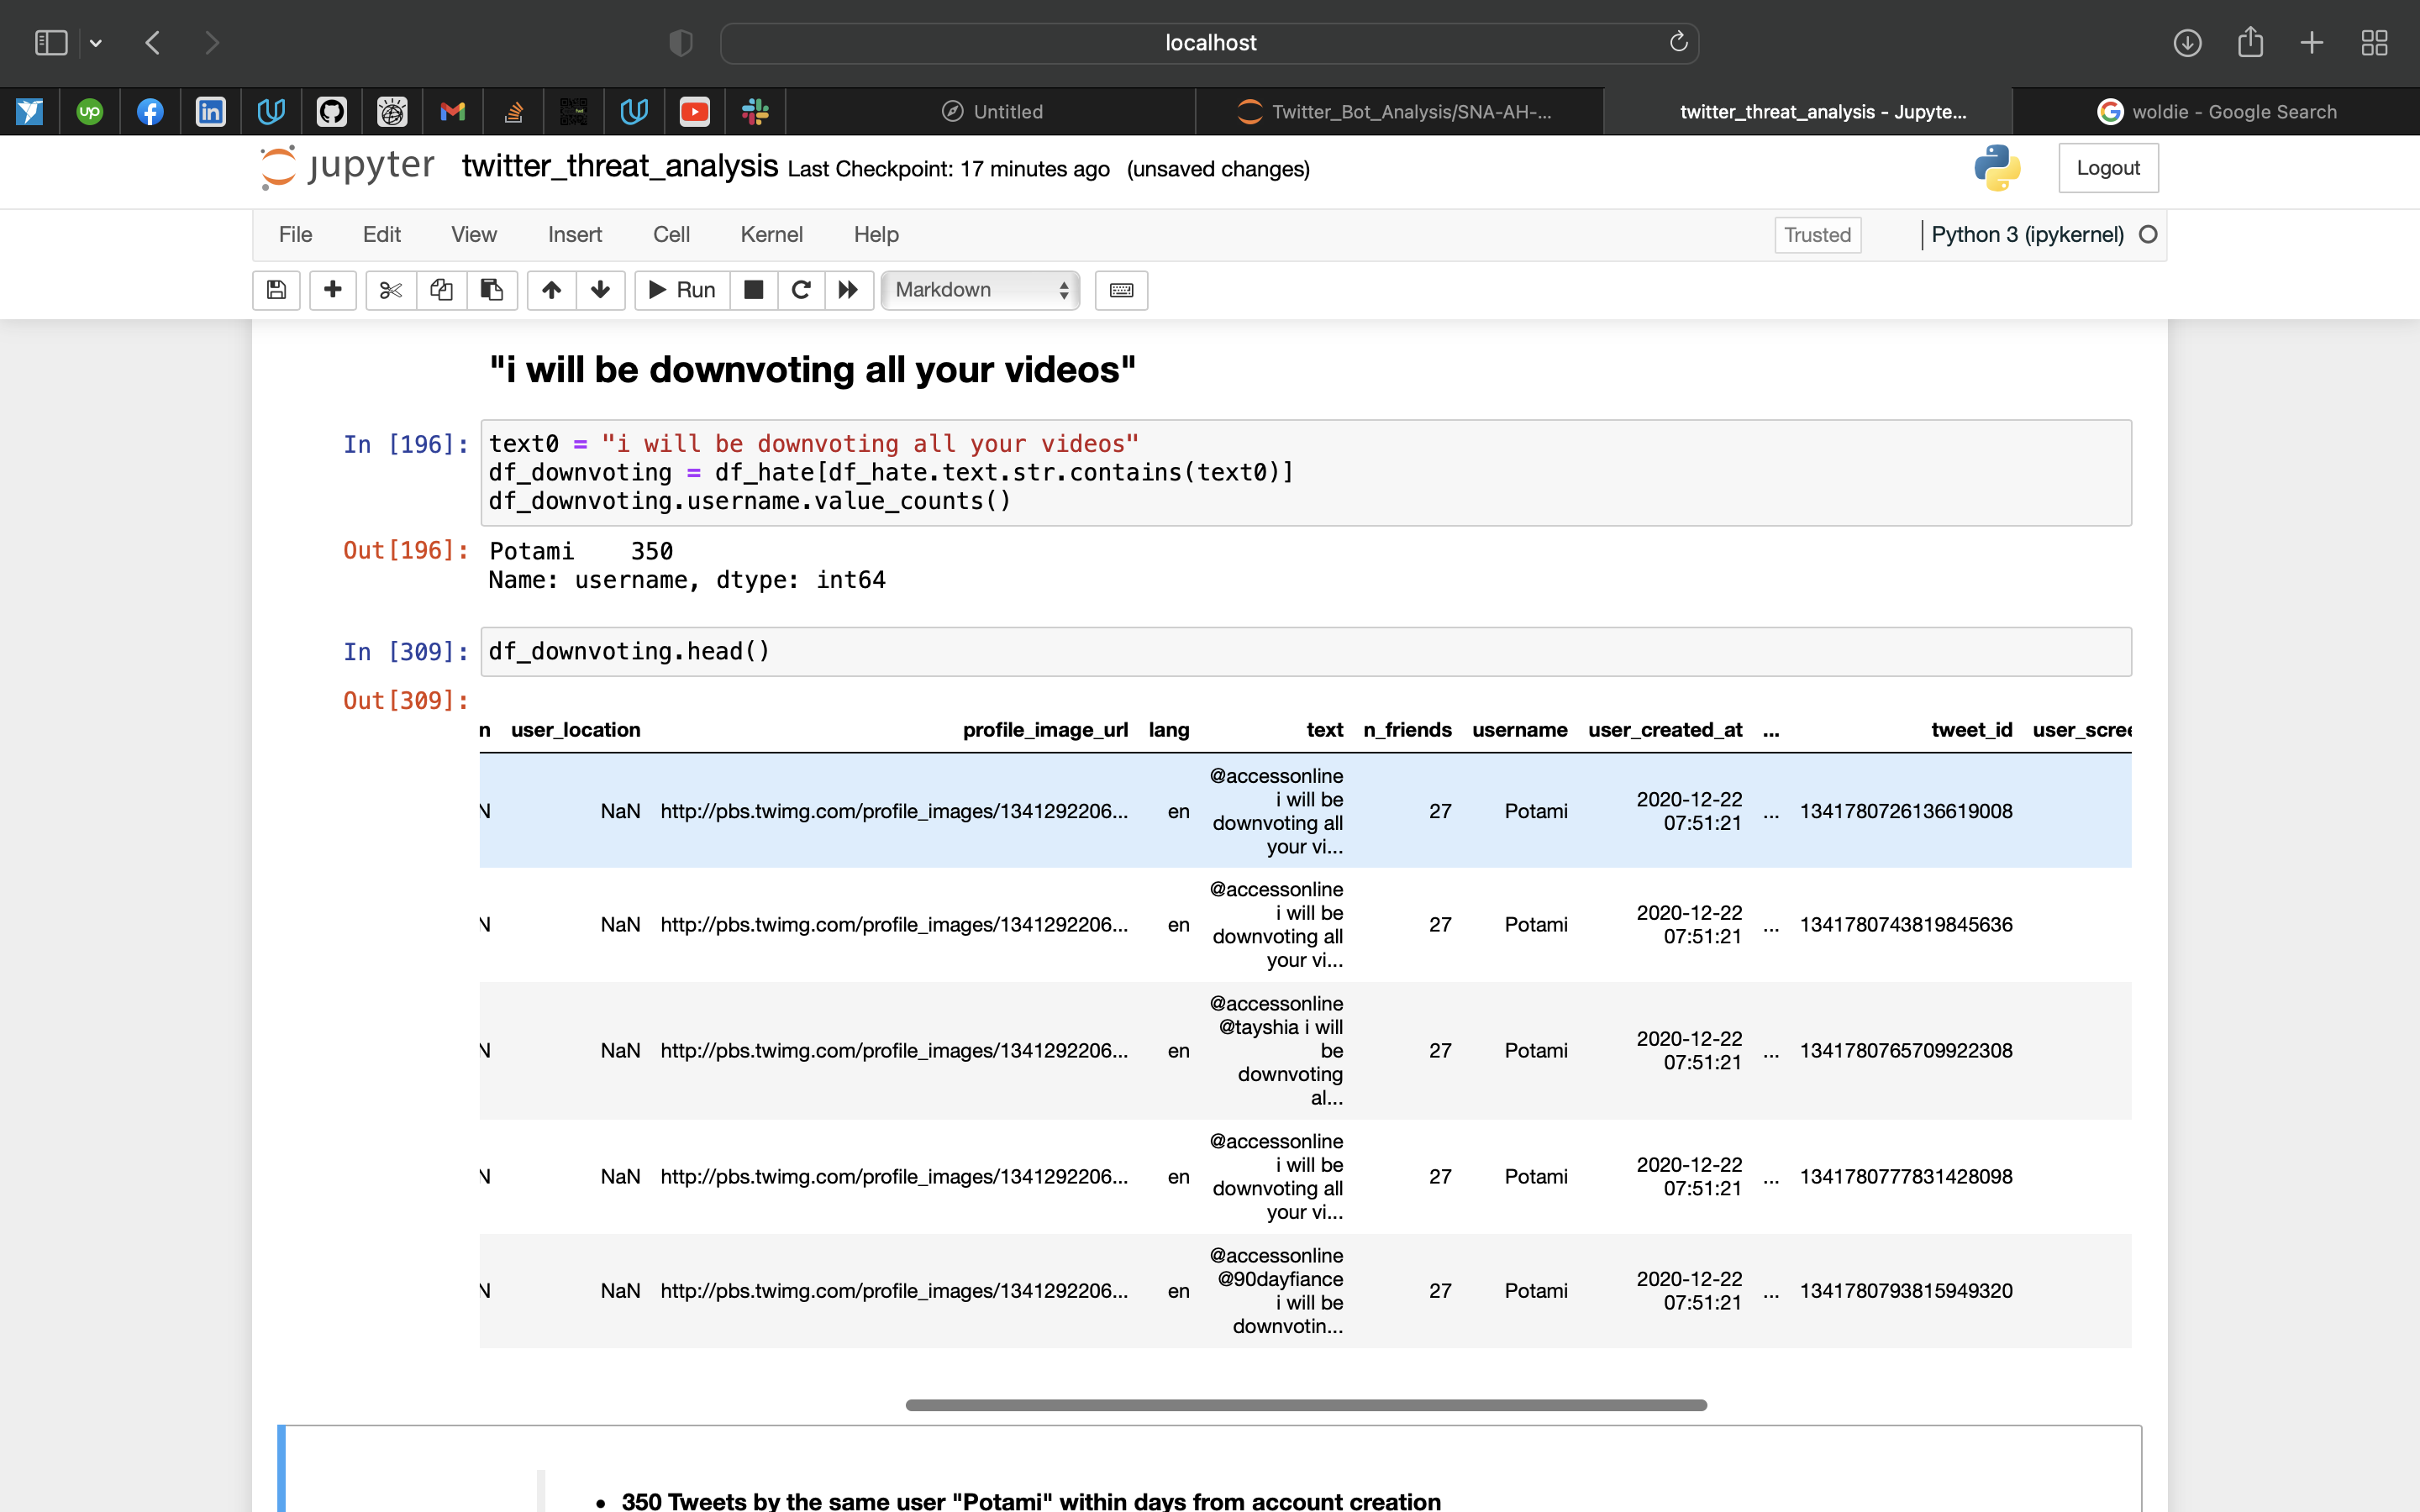 localhost
Untitled
Twitter_Bot_Analysis/SNA-AH-...
twitter_threat_analysis - Jupyte...
woldie - Google Search
jupyter twitter_threat_analysis Last Checkpoint: 17 minutes ago (unsaved changes)
Logout
File Edit View Insert Cell Kernel Help
Trusted
Python 3 (ipykernel)
Run
Markdown
"i will be downvoting all your videos"
In [196]:
text0 = "i will be downvoting all your videos"
df_downvoting = df_hate[df_hate.text.str.contains(text0)]
df_downvoting.username.value_counts()
Out[196]:
Potami 350
Name: username, dtype: int64
In [309]:
df_downvoting.head()
Out[309]:
n user_location profile_image_url lang text n_friends username user_created_at ... tweet_id user_scree
N NaN http://pbs.twimg.com/profile_images/1341292206... en @accessonline i will be downvoting all your vi... 27 Potami 2020-12-22 07:51:21 ... 1341780726136619008
N NaN http://pbs.twimg.com/profile_images/1341292206... en @accessonline i will be downvoting all your vi... 27 Potami 2020-12-22 07:51:21 ... 1341780743819845636
N NaN http://pbs.twimg.com/profile_images/1341292206... en @accessonline @tayshia i will be downvoting al... 27 Potami 2020-12-22 07:51:21 ... 1341780765709922308
N NaN http://pbs.twimg.com/profile_images/1341292206... en @accessonline i will be downvoting all your vi... 27 Potami 2020-12-22 07:51:21 ... 1341780777831428098
N NaN http://pbs.twimg.com/profile_images/1341292206... en @accessonline @90dayfiance i will be downvotin... 27 Potami 2020-12-22 07:51:21 ... 1341780793815949320
• 350 Tweets by the same user "Potami" within days from account creation